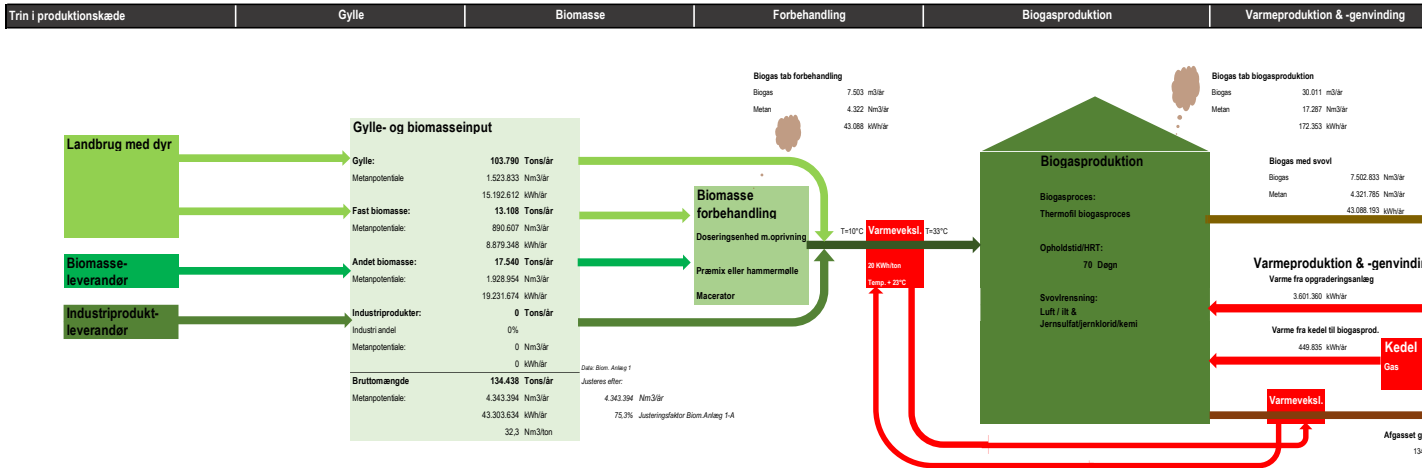 Trin i produktionskæde Gylle Biomasse Forbehandling Biogasproduktion Varmeproduktion & -genvinding
Biogas tab forbehandling
Biogas 7.503 m3/år
Metan 4.322 Nm3/år
43.088 kWh/år
Biogas tab biogasproduktion
Biogas 30.011 m3/år
Metan 17.287 Nm3/år
172.353 kWh/år
Landbrug med dyr
Biomasse-
leverandør
Industriprodukt-
leverandør
Gylle- og biomasseinput
Gylle: 103.790 Tons/år
Metanpotentiale 1.523.833 Nm3/år
15.192.612 kWh/år
Fast biomasse: 13.108 Tons/år
Metanpotentiale: 890.607 Nm3/år
8.879.348 kWh/år
Andet biomasse: 17.540 Tons/år
Metanpotentiale: 1.928.954 Nm3/år
19.231.674 kWh/år
Industriprodukter: 0 Tons/år
Industri andel 0%
Metanpotentiale: 0 Nm3/år
0 kWh/år
Bruttomængde 134.438 Tons/år
Metanpotentiale: 4.343.394 Nm3/år
43.303.634 kWh/år
32,3 Nm3/ton
Data: Biom. Anlæg 1
Justeres efter:
4.343.394 Nm3/år
75,3% Justeringsfaktor Biom.Anlæg 1-A
Biomasse
forbehandling
Doseringsenhed m.oprivning
Præmix eller hammermølle
Macerator
T=10°C Varmeveksl. T=33°C
20 KWh/ton
Temp. + 23°C
Biogasproduktion
Biogasproces:
Thermofil biogasproces
Opholdstid/HRT:
70 Døgn
Svovlrensning:
Luft / ilt &
Jernsulfat/jernklorid/kemi
Biogas med svovl
Biogas 7.502.833 Nm3/år
Metan 4.321.785 Nm3/år
43.088.193 kWh/år
Varmeproduktion & -genvindin
Varme fra opgraderingsanlæg
3.601.360 kWh/år
Varme fra kedel til biogasprod.
449.835 kWh/år
Kedel
Gas
Varmeveksl.
Afgasset g